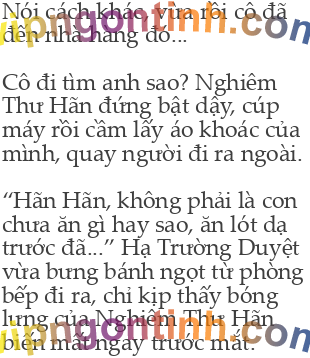 Nói cách khác, vừa rồi cô đã
đến nhà hàng đó...
Cô đi tìm anh sao? Nghiêm
Thư Hãn đứng bật dậy, cúp
máy rồi cầm lấy áo khoác của
mình, quay người đi ra ngoài.
“Hãn Hãn, không phải là con
chưa ăn gì hay sao, ăn lót dạ
trước đã...” Hạ Trường Duyệt
vừa bưng bánh ngọt từ phòng
bếp đi ra, chỉ kịp thấy bóng
lưng của Nghiêm Thư Hãn
biến mất ngay trước mắt.
vipngontinh.com
vipngontinh.com